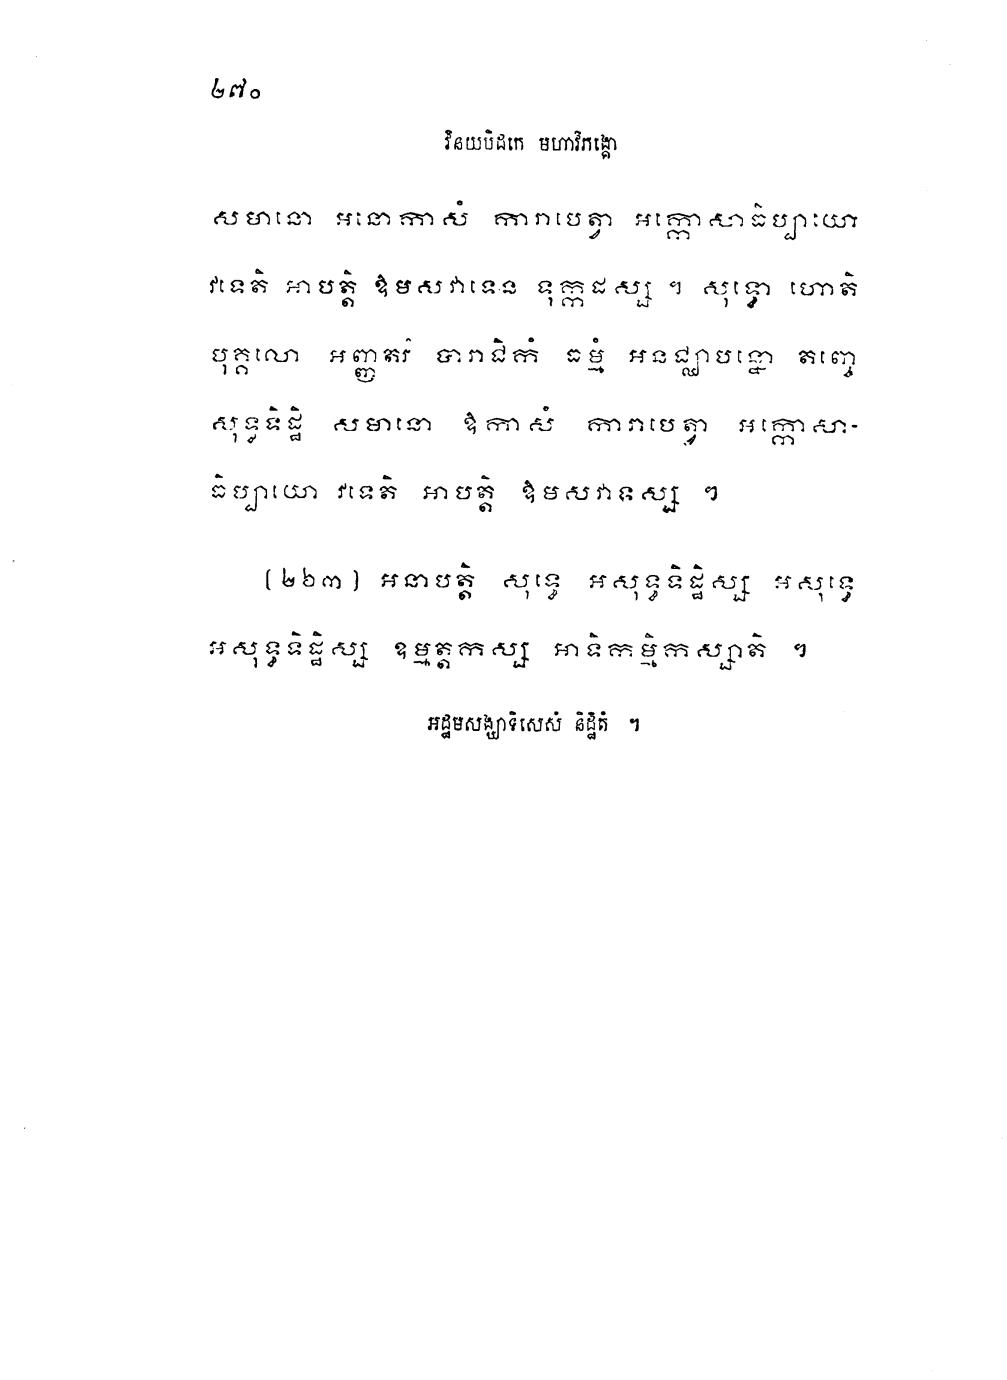 ២៧០
វិនយបិដកេ មហាវិភង្គោ
សមានោ អនោកាសំ ការាបេត្វា អក្កោសាធិប្បាយោ
វទេតិ អាបត្តិ ឱមសវាទេន ទុក្កដស្ស ។ សុទ្ធោ ហោតិ
បុគ្គលោ អញ្ញតរំ បារាជិកំ ធម្មំ អនជ្ឈាបន្នោ តញ្ចេ
សុទ្ធទិដ្ឋិ សមានោ ឱកាសំ ការាបេត្វា អក្កោសា-
ធិប្បាយោ វទេតិ អាបត្តិ ឱមសវាទស្ស ។
(២៦៣) អនាបត្តិ សុទ្ធេ អសុទ្ធទិដ្ឋិស្ស អសុទ្ធេ
អសុទ្ធទិដ្ឋិស្ស ឧម្មត្តកស្ស អាទិកម្មិកស្សាតិ ។
អដ្ឋមសង្ឃាទិសេសំ និដ្ឋិតំ ។